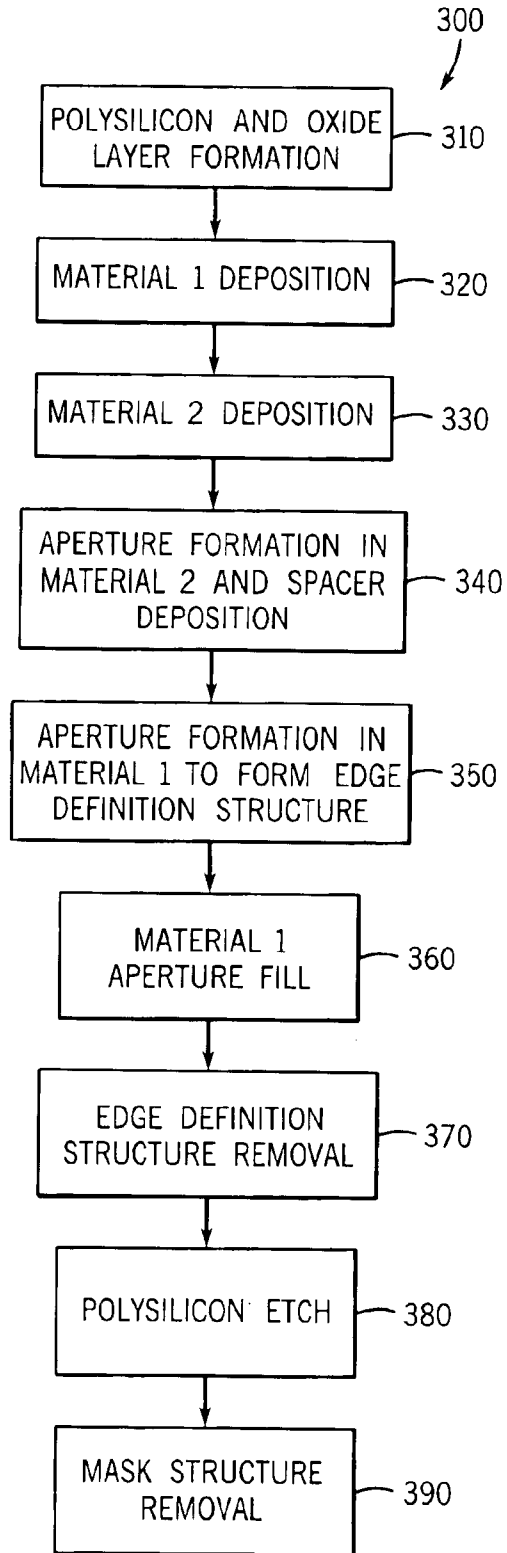 300
POLYSILICON AND OXIDE
LAYER FORMATION
310
MATERIAL 1 DEPOSITION
320
MATERIAL 2 DEPOSITION
330
APERTURE FORMATION IN
MATERIAL 2 AND SPACER
DEPOSITION
340
APERTURE FORMATION IN
MATERIAL 1 TO FORM EDGE
DEFINITION STRUCTURE
350
MATERIAL 1
APERTURE FILL
360
EDGE DEFINITION
STRUCTURE REMOVAL
370
POLYSILICON ETCH
380
MASK STRUCTURE
REMOVAL
390